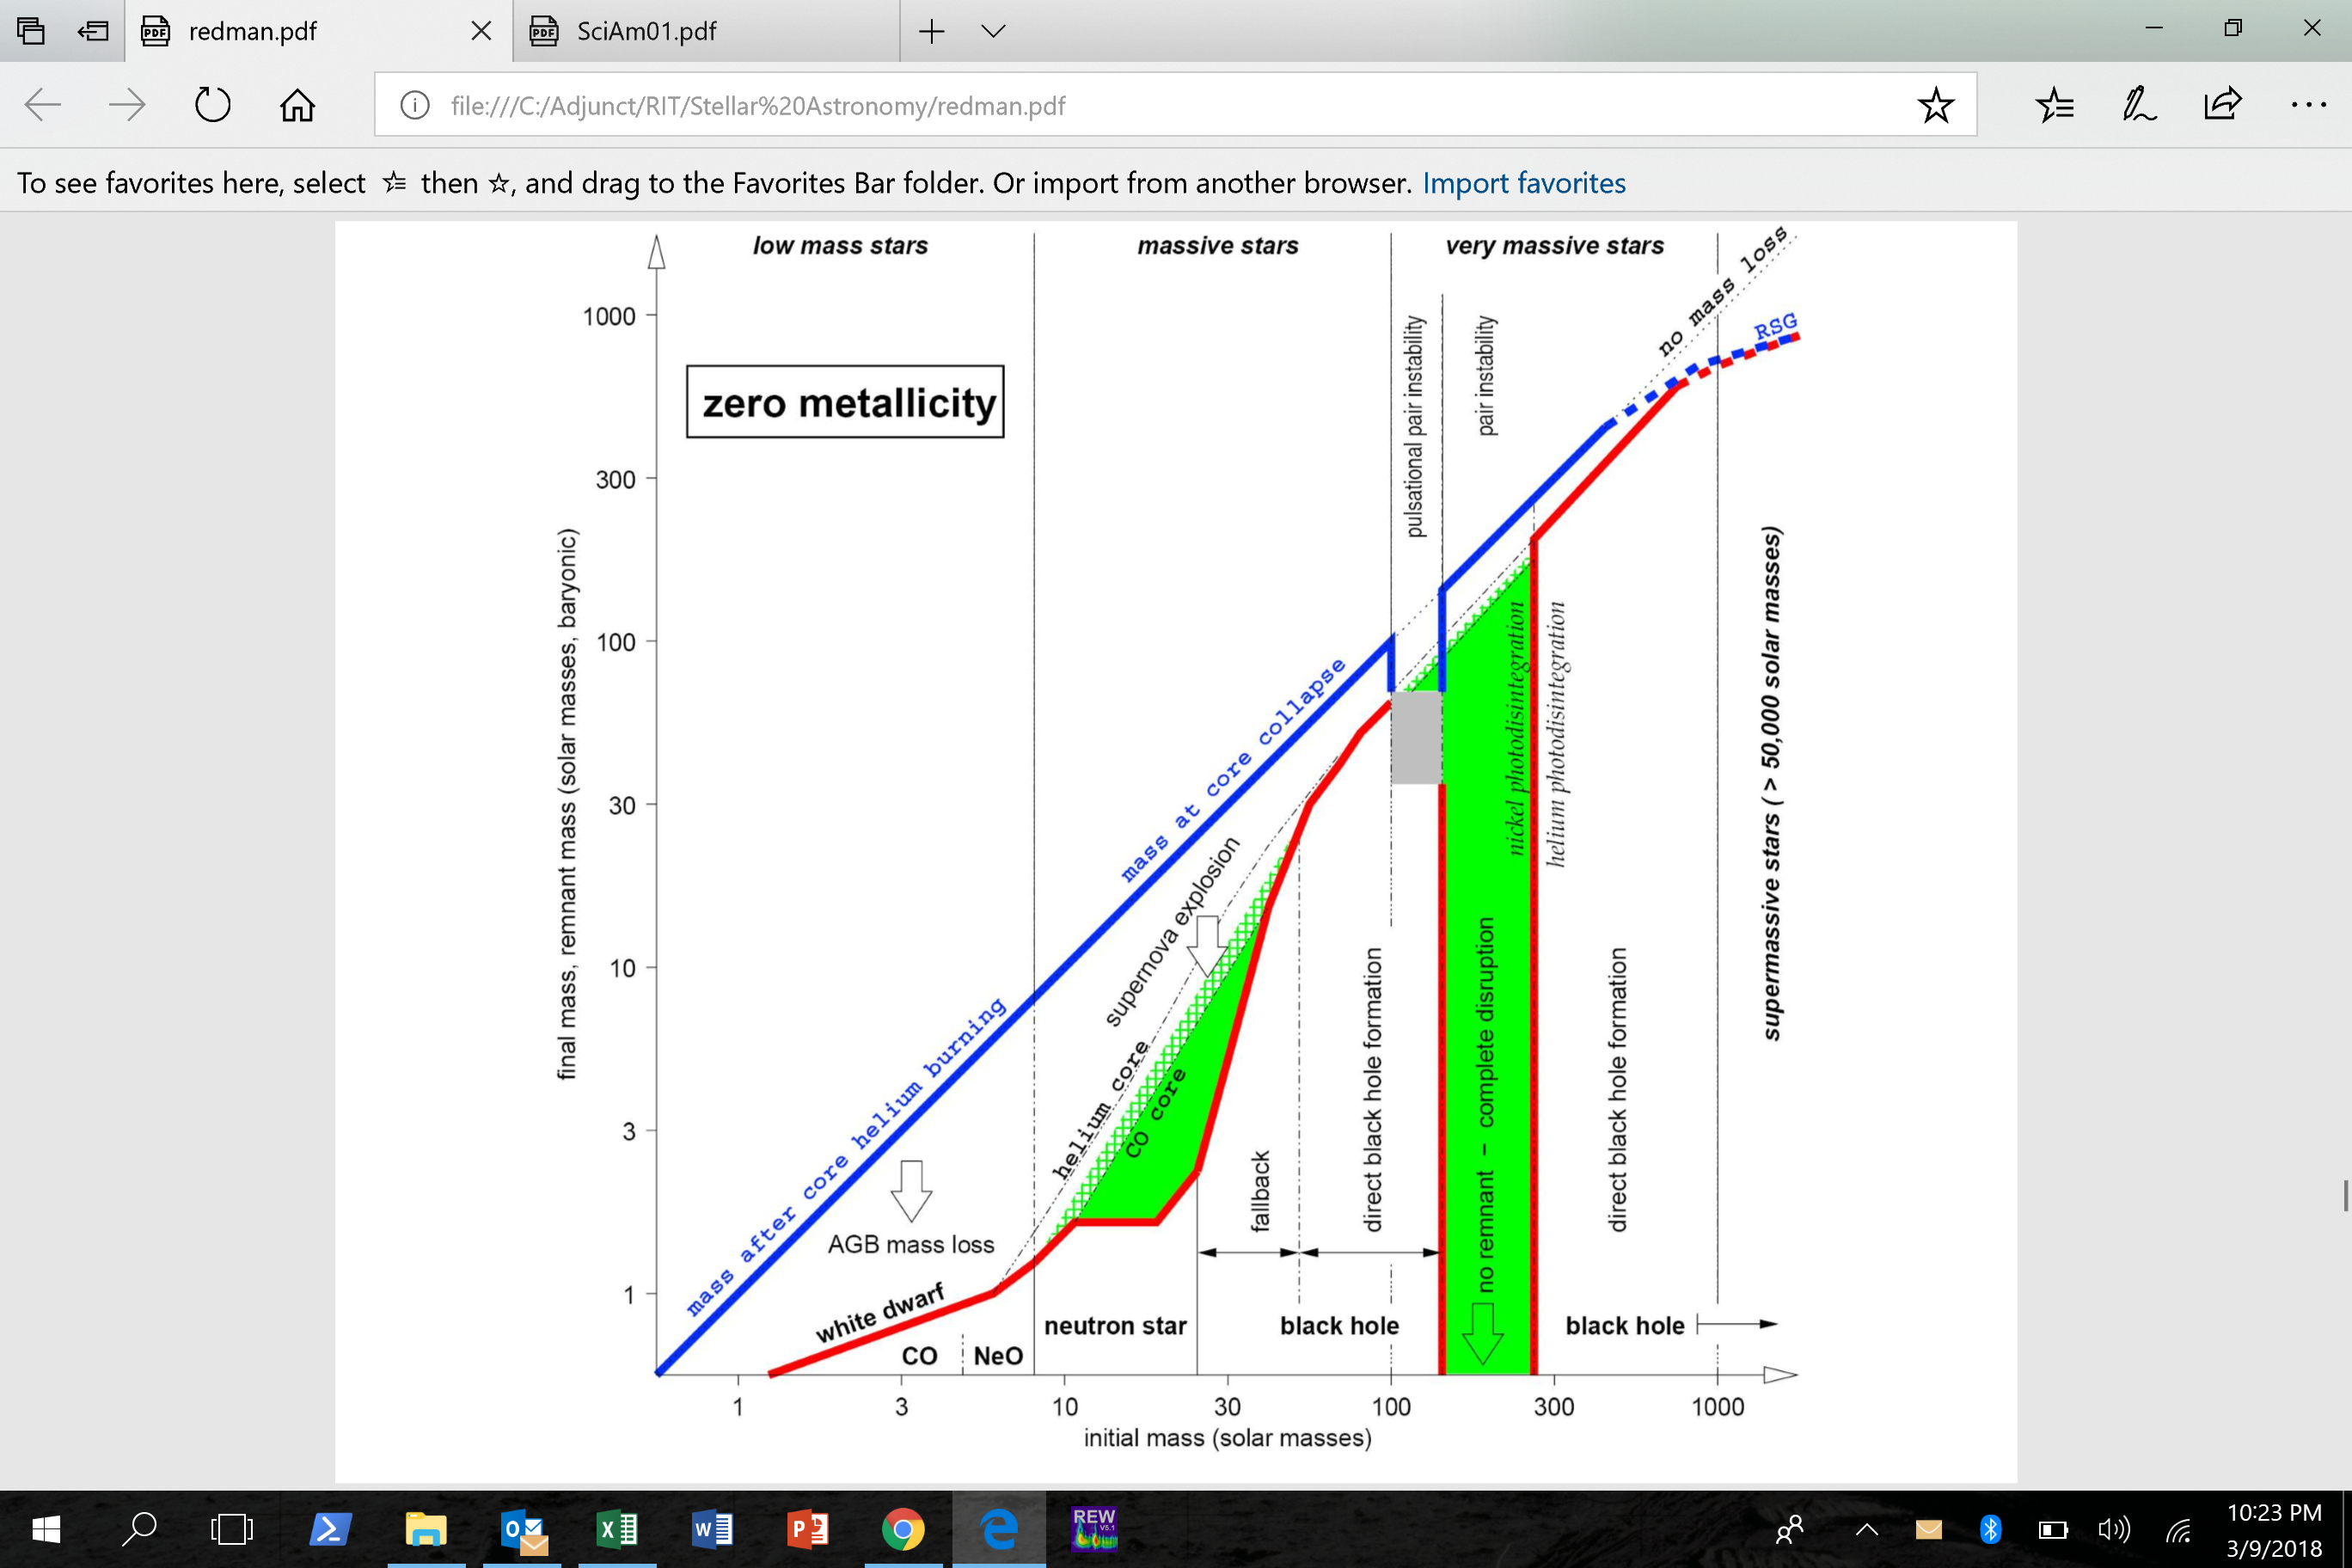 redman.pdf
SciAm01.pdf
file:///C:/Adjunct/RIT/Stellar%20Astronomy/redman.pdf
To see favorites here, select then , and drag to the Favorites Bar folder. Or import from another browser. Import favorites
low mass stars
massive stars
very massive stars
no mass loss
RSG
zero metallicity
pulsational pair instability
pair instability
1000
300
100
30
10
3
1
final mass, remnant mass (solar masses, baryonic)
mass after core helium burning
mass at core collapse
supernova explosion
helium core
CO core
AGB mass loss
white dwarf
CO
NeO
neutron star
fallback
black hole
direct black hole formation
no remnant – complete disruption
nickel photodisintegration
helium photodisintegration
direct black hole formation
black hole
supermassive stars ( > 50,000 solar masses)
1
3
10
30
100
300
1000
initial mass (solar masses)
REW
V5.1
10:23 PM
3/9/2018